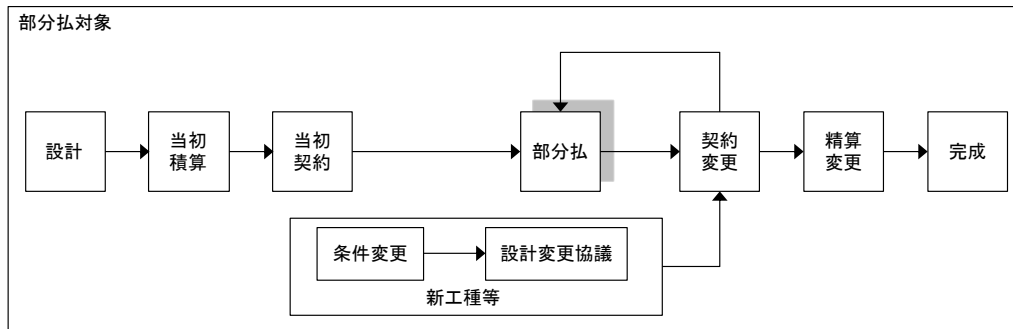 部分払対象
設計
当初
積算
当初
契約
部分払
契約
変更
精算
変更
完成
条件変更
設計変更協議
新工種等